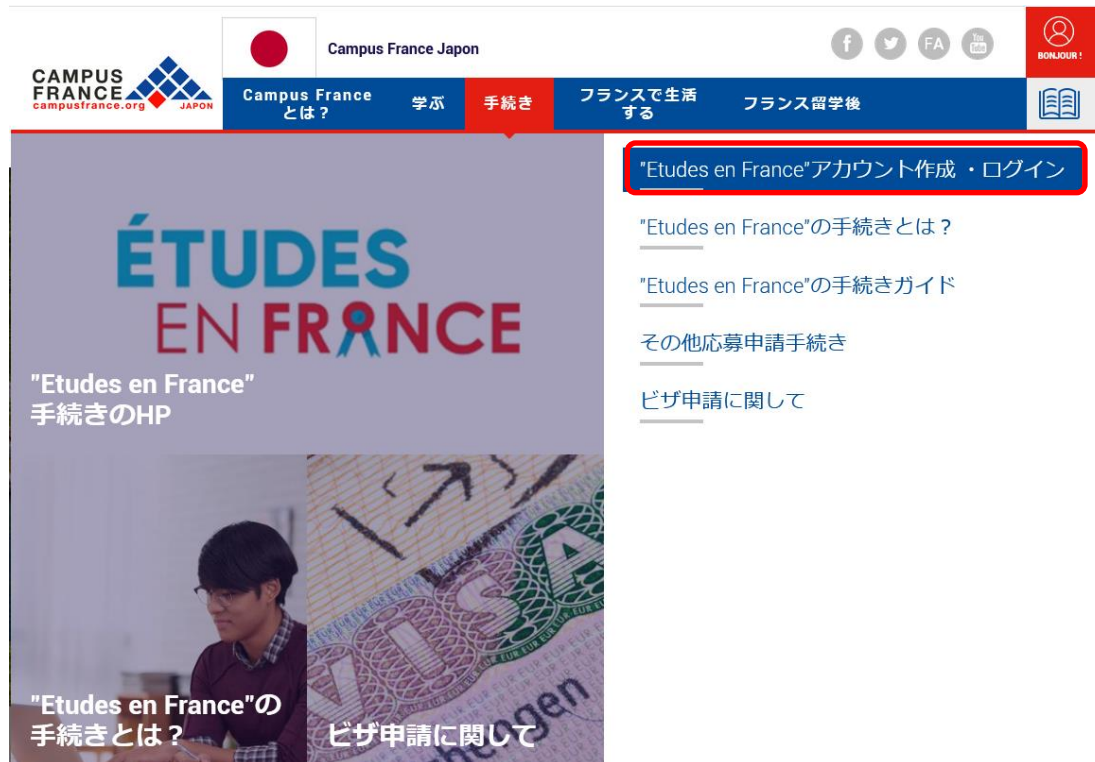 CAMPUS
FRANCE
campusfrance.org
JAPON
Campus France Japon
FA
You
Tube
BONJOUR !
Campus France
とは？
学ぶ
手続き
フランスで生活
する
フランス留学後
"Etudes en France"アカウント作成 ・ログイン
"Etudes en France"の手続きとは？
"Etudes en France"の手続きガイド
その他応募申請手続き
ビザ申請に関して
ÉTUDES
EN FRANCE
"Etudes en France"
手続きのHP
"Etudes en France"の
手続きとは？
VISA
ビザ申請に関して